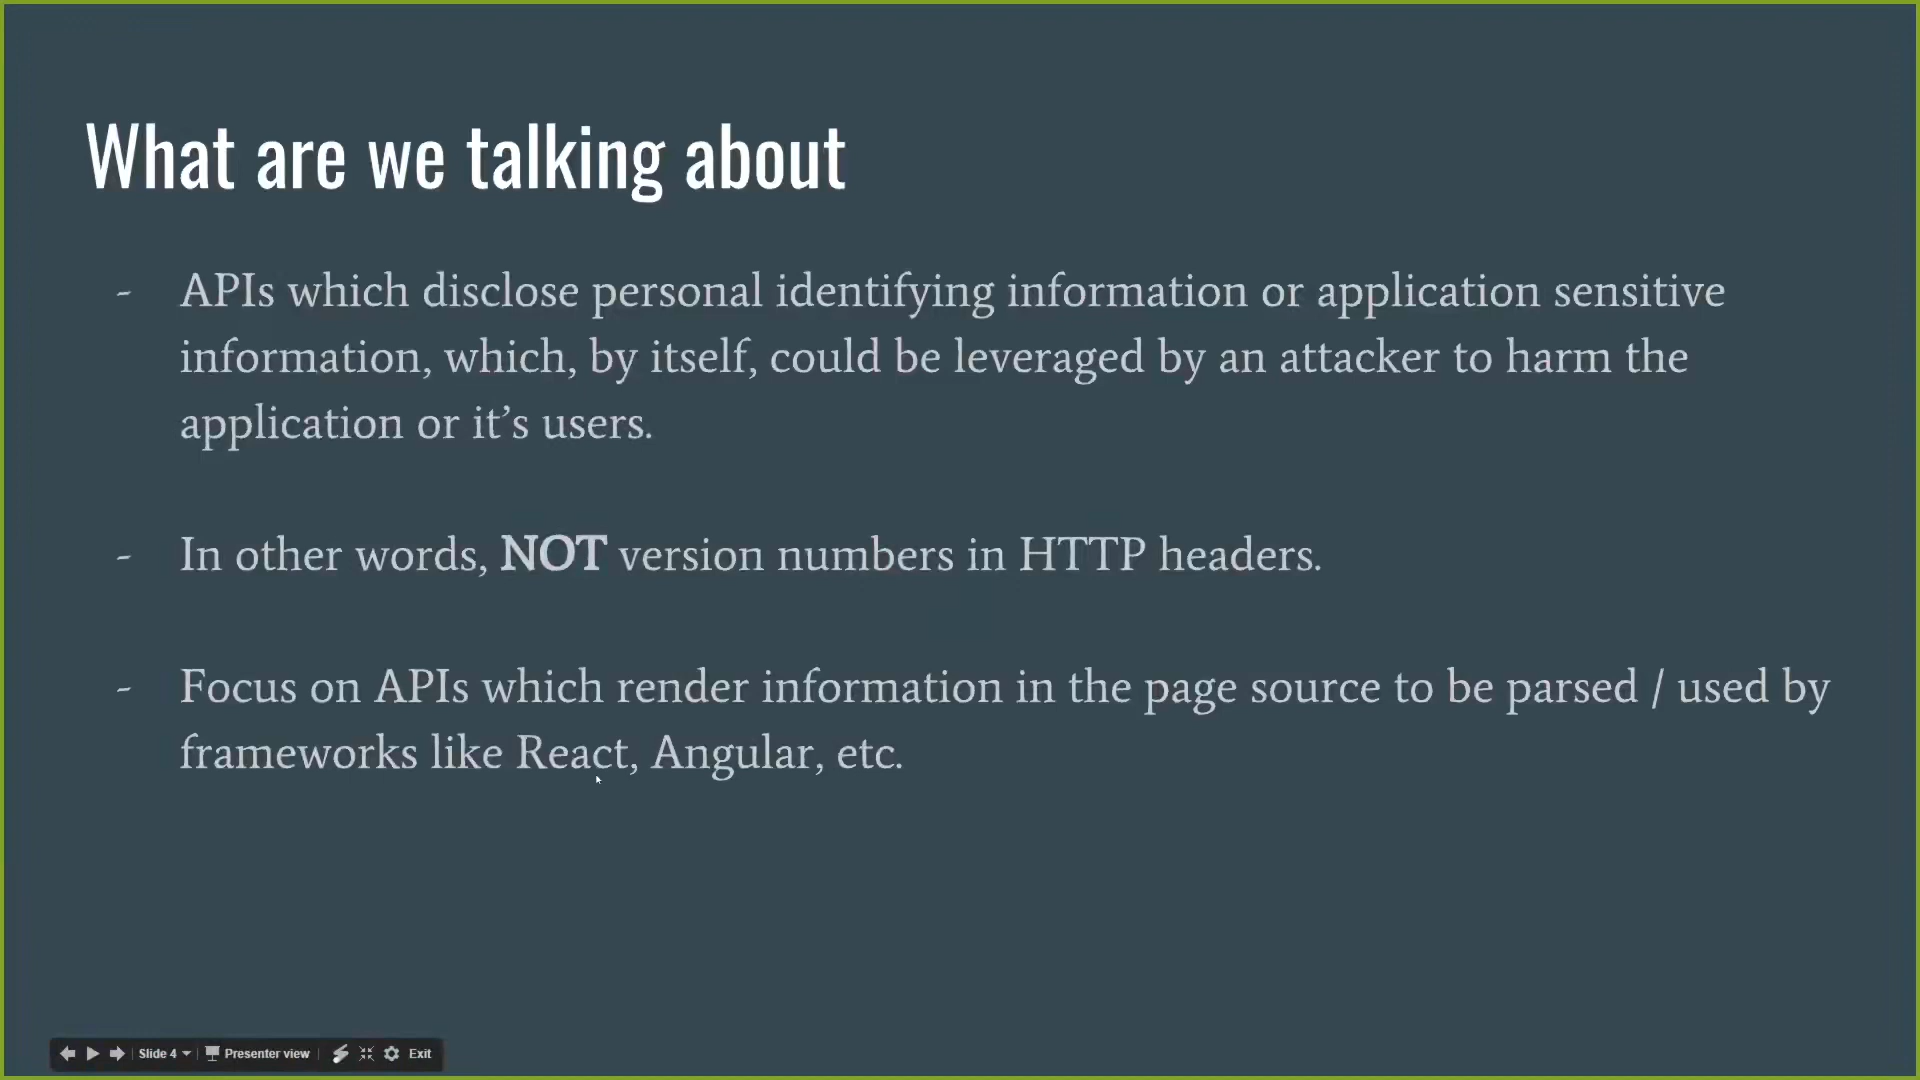 What are we talking about
- APIs which disclose personal identifying information or application sensitive
information, which, by itself, could be leveraged by an attacker to harm the
application or it’s users.
- In other words, NOT version numbers in HTTP headers.
- Focus on APIs which render information in the page source to be parsed / used by
frameworks like React, Angular, etc.
Slide 4 Presenter view Exit